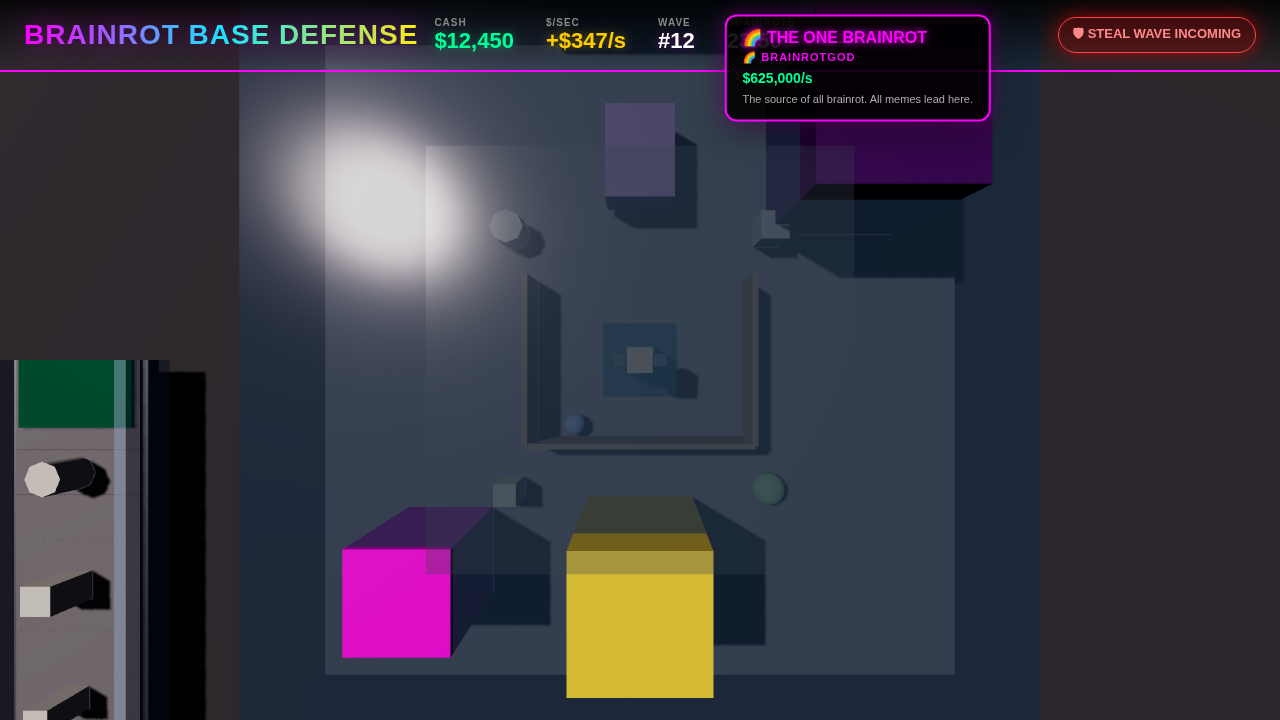 BRAINROT BASE DEFENSE
CASH
$12,450
$/SEC
+$347/s
WAVE
#12
🌈 THE ONE BRAINROT
🌈 BRAINROTGOD
$625,000/s
The source of all brainrot. All memes lead here.
🛡 STEAL WAVE INCOMING